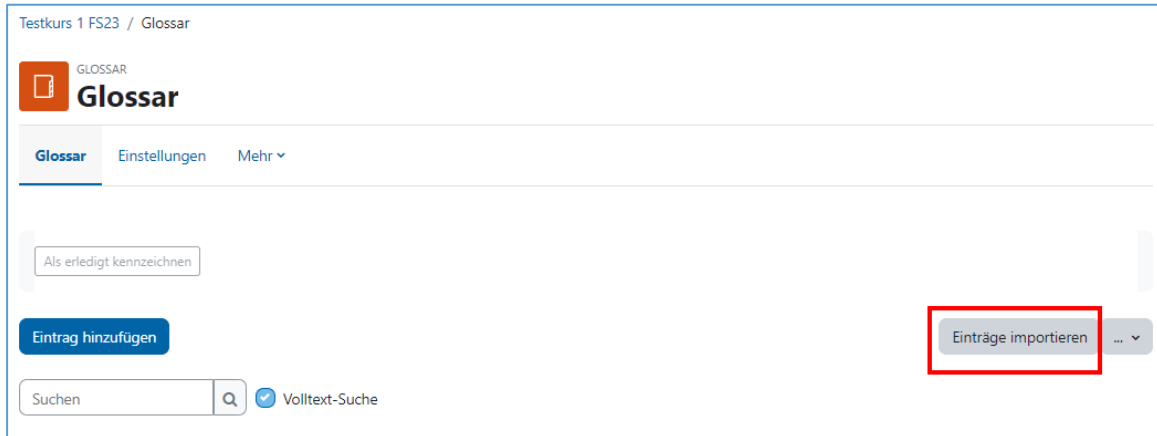 Testkurs 1 FS23 / Glossar
GLOSSAR
Glossar
Glossar Einstellungen Mehr
Als erledigt kennzeichnen
Eintrag hinzufügen Einträge importieren ...
Suchen Volltext-Suche